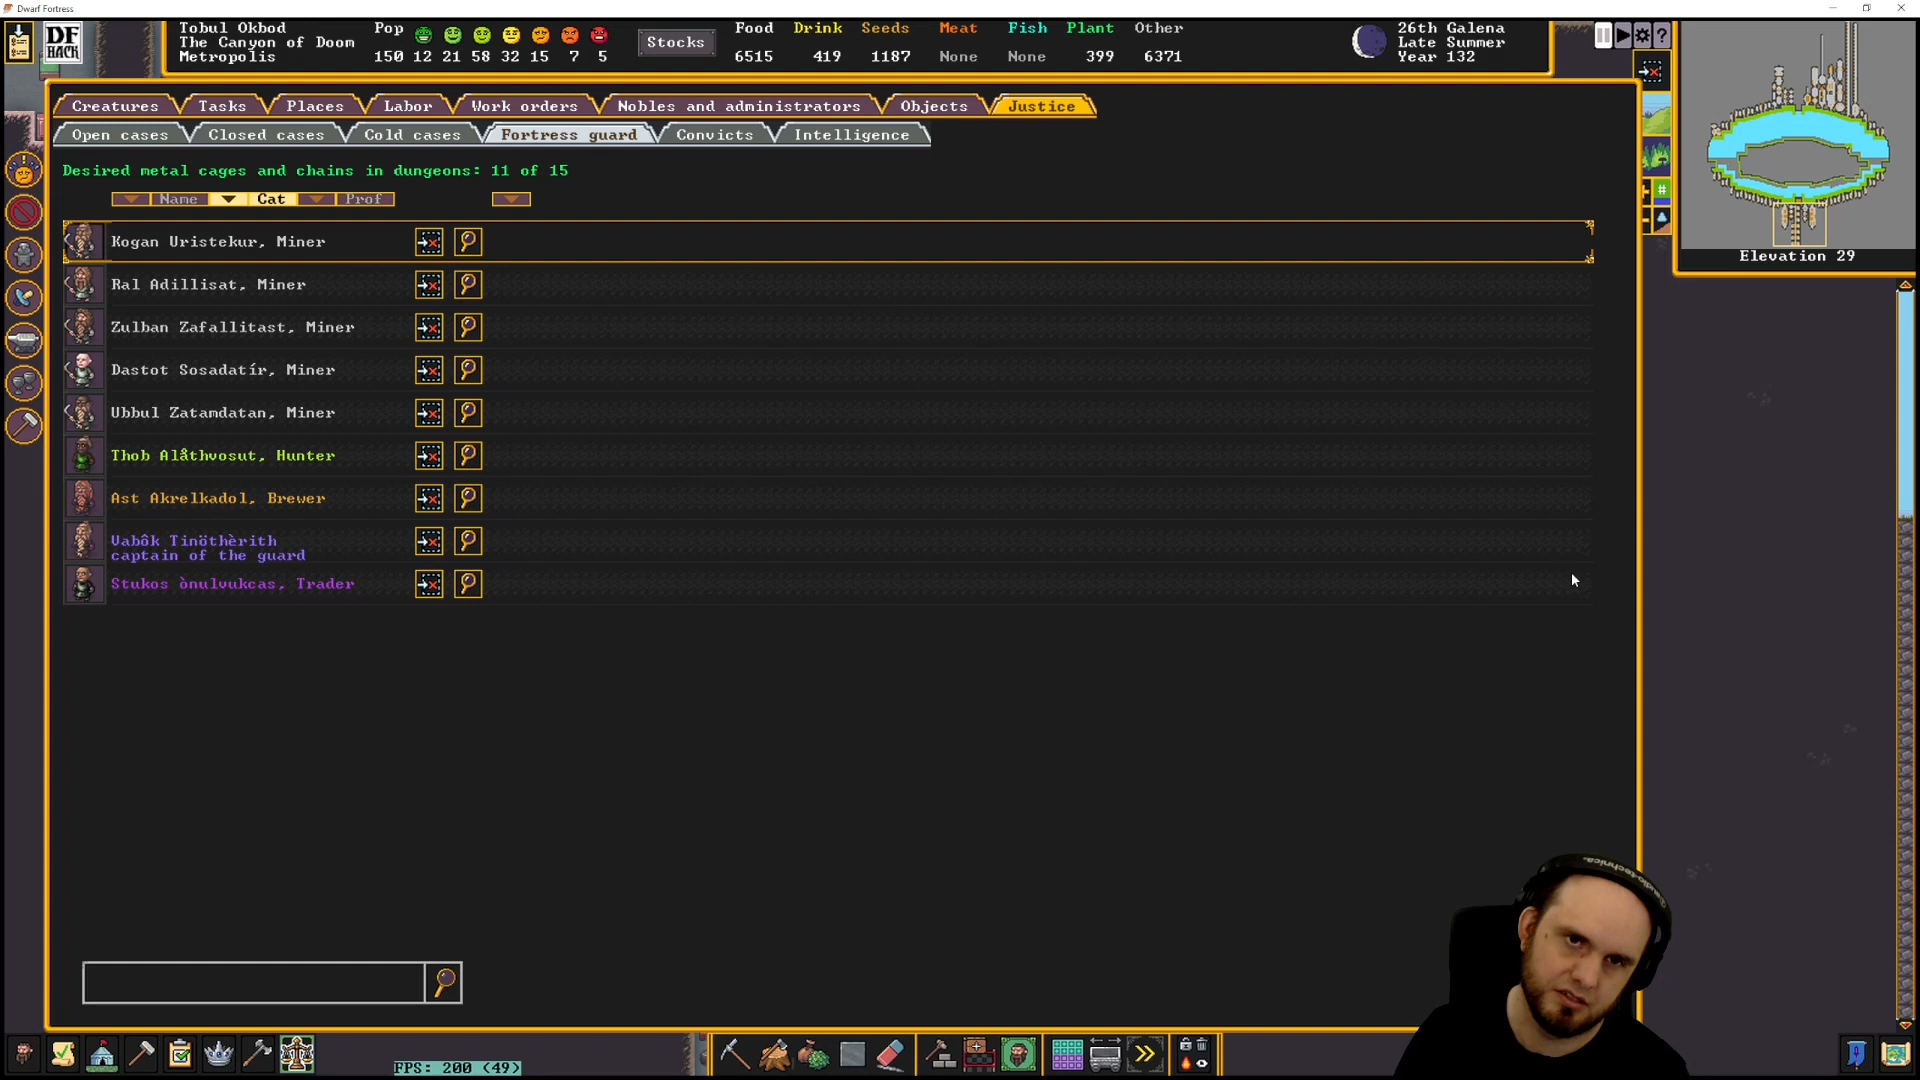 Dwarf Fortress
DF
HACK
Tobul Okbod
The Canyon of Doom
Metropolis
Pop
150 12 21 58 32 15 7 5
Stocks
Food Drink Seeds Meat Fish Plant Other
6515 419 1187 None None 399 6371
26th Galena
Late Summer
Year 132
Elevation 29
Creatures Tasks Places Labor Work orders Nobles and administrators Objects Justice
Open cases Closed cases Cold cases Fortress guard Convicts Intelligence
Desired metal cages and chains in dungeons: 11 of 15
Name Cat Prof
Kogan Uristekur, Miner
Ral Adillisat, Miner
Zulban Zafallitast, Miner
Dastot Sosadatír, Miner
Ubbul Zatamdatan, Miner
Thob Alåthvosut, Hunter
Ast Akrelkadol, Brewer
Vabôk Tinöthèrith
captain of the guard
Stukos ònulvukcas, Trader
audio-technica
FPS: 200 (49)